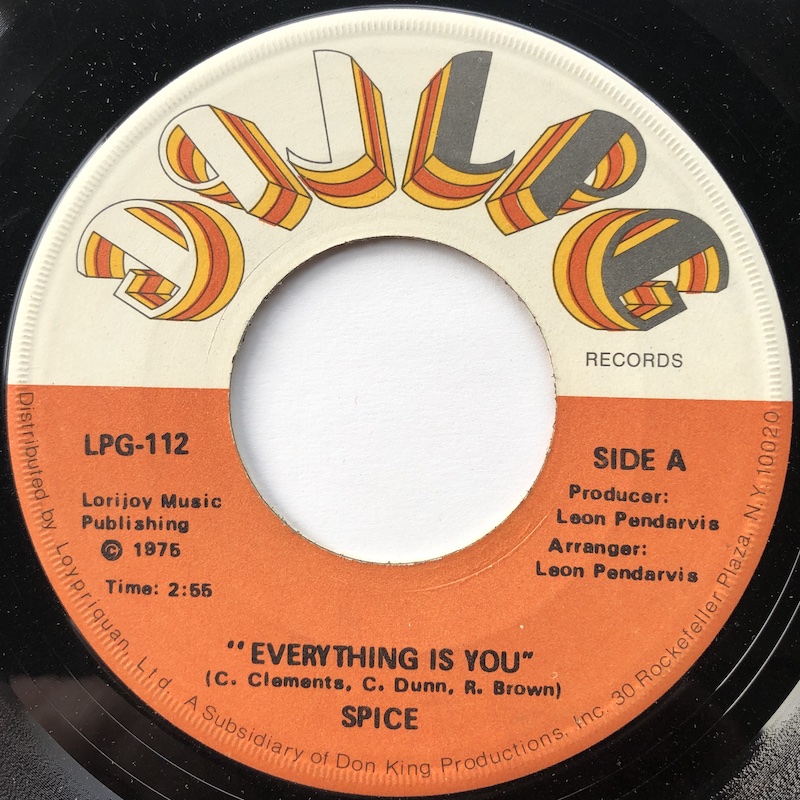 LPG
RECORDS
LPG-112
Lorijoy Music
Publishing
© 1975
Time: 2:55
SIDE A
Producer:
Leon Pendarvis
Arranger:
Leon Pendarvis
"EVERYTHING IS YOU"
(C. Clements, C. Dunn, R. Brown)
SPICE
Distributed by Loypriquan, Ltd. A Subsidiary of Don King Productions, Inc. 30 Rockefeller Plaza, N.Y. 10020